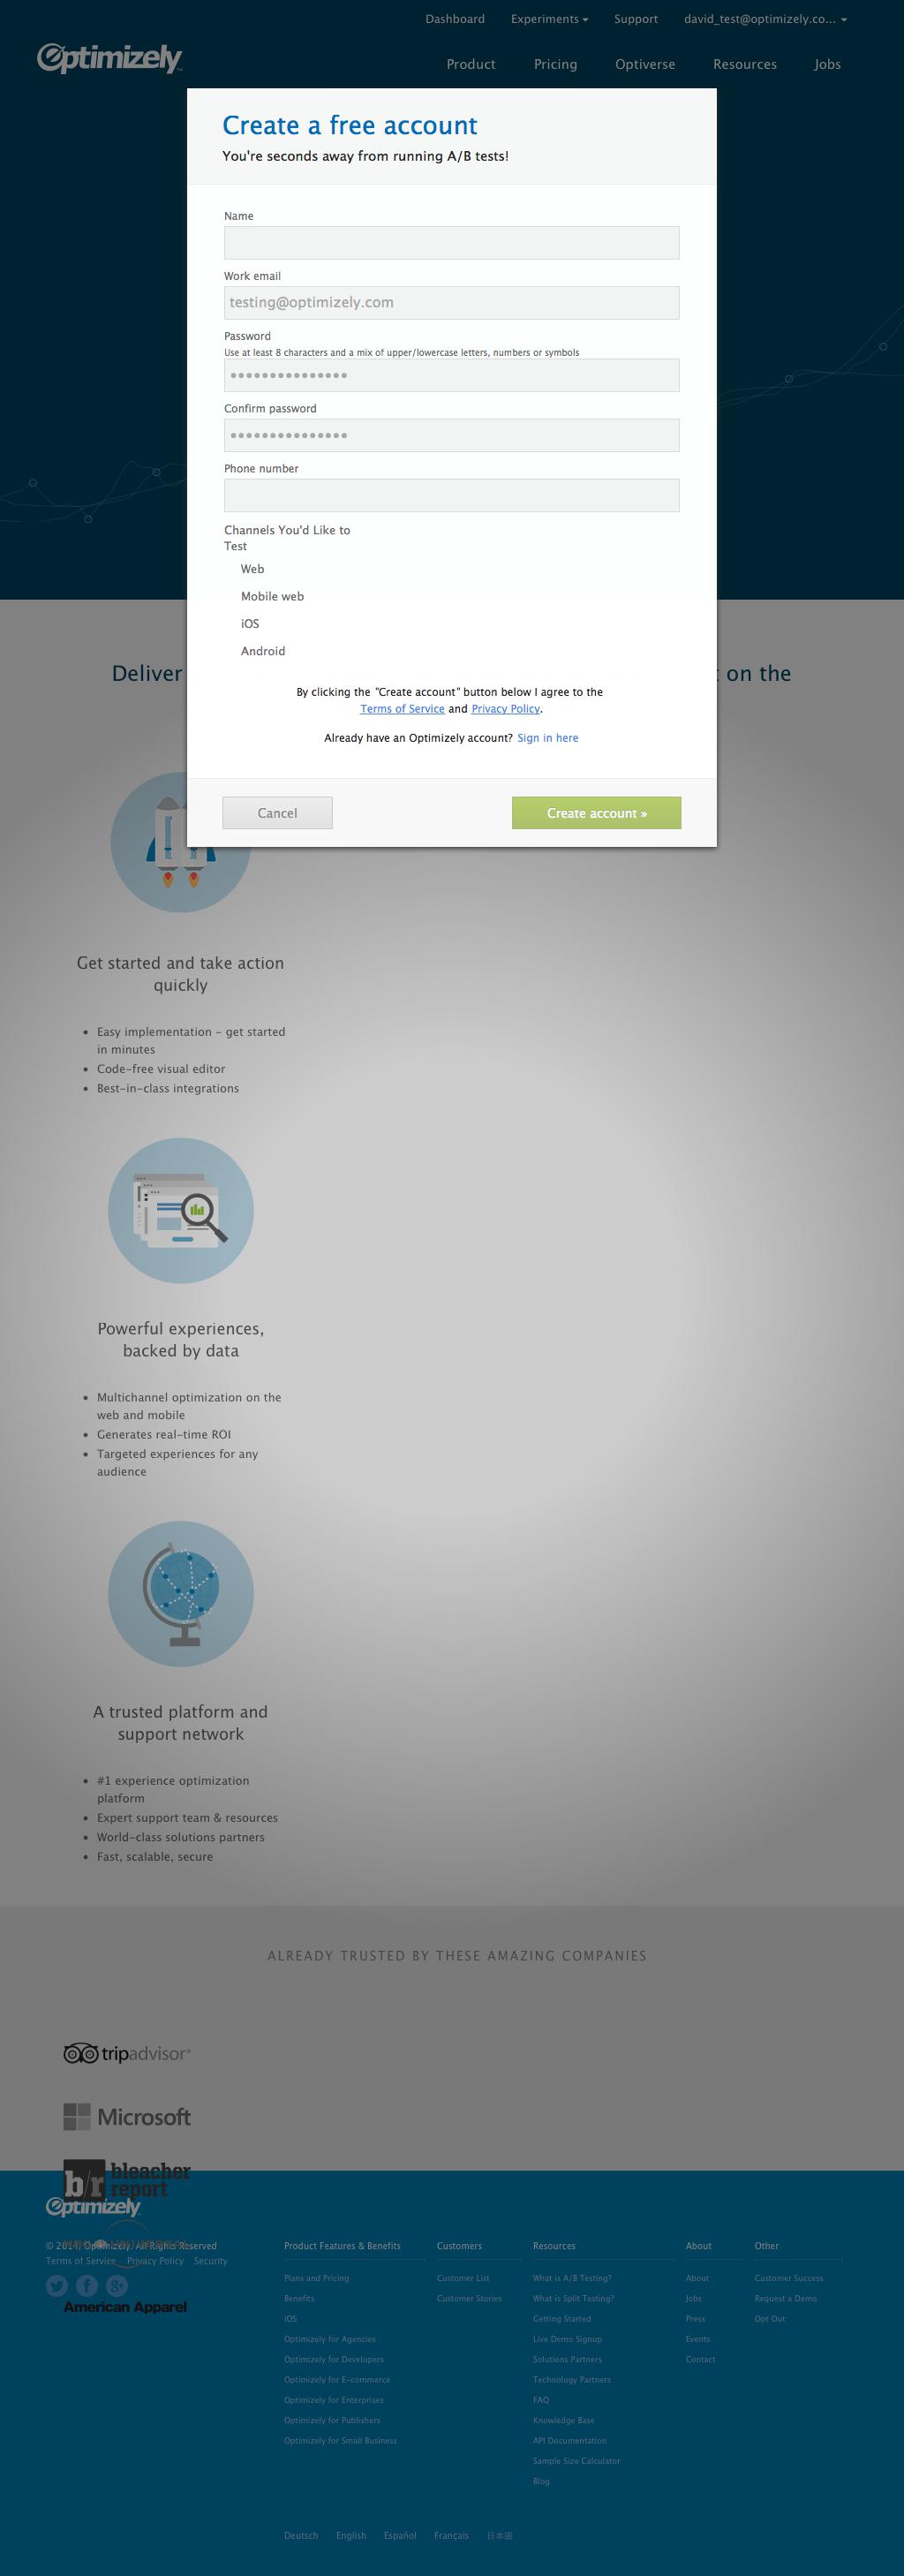 Dashboard Experiments Support david_test@optimizely.co...
Optimizely
Product Pricing Optiverse Resources Jobs
Create a free account
You're seconds away from running A/B tests!
Name
Work email
testing@optimizely.com
Password
Use at least 8 characters and a mix of upper/lowercase letters, numbers or symbols
Confirm password
Phone number
Channels You'd Like to
Test
Web
Mobile web
iOS
Android
By clicking the "Create account" button below I agree to the
Terms of Service and Privacy Policy.
Already have an Optimizely account? Sign in here
Cancel Create account »
Deliver on the
Get started and take action
quickly
• Easy implementation - get started
in minutes
• Code-free visual editor
• Best-in-class integrations
Powerful experiences,
backed by data
• Multichannel optimization on the
web and mobile
• Generates real-time ROI
• Targeted experiences for any
audience
A trusted platform and
support network
• #1 experience optimization
platform
• Expert support team & resources
• World-class solutions partners
• Fast, scalable, secure
ALREADY TRUSTED BY THESE AMAZING COMPANIES
tripadvisor®
Microsoft
b/r bleacher
report
Optimizely
© Optimizely. All Rights Reserved
Terms of Service Privacy Policy Security
American Apparel
Product Features & Benefits
Plans and Pricing
Benefits
iOS
Optimizely for Agencies
Optimizely for Developers
Optimizely for E-commerce
Optimizely for Enterprises
Optimizely for Publishers
Optimizely for Small Business
Customers
Customer List
Customer Stories
Resources
What is A/B Testing?
What is Split Testing?
Getting Started
Live Demo Signup
Solutions Partners
Technology Partners
FAQ
Knowledge Base
API Documentation
Sample Size Calculator
Blog
About
About
Jobs
Press
Events
Contact
Other
Customer Success
Request a Demo
Opt Out
Deutsch English Español Français 日本語